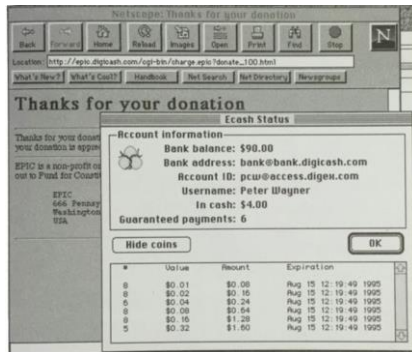 Netscape: Thanks for your donation
Back Forward Home Reload Images Open Print Find Stop
N
Location: http://epic.digicash.com/cgi-bin/charge.epic?donate_100.html
What's New? What's Cool? Handbook Net Search Net Directory Newsgroups
Thanks for your donation
Thanks for your donat
your donation is appre
EPIC is a non-profit or
out to Fund for Consti
EPIC
666 Pennsy
Washington
USA
Ecash Status
Account information
Bank balance: $90.00
Bank address: bank@bank.digicash.com
Account ID: pcw@access.digex.com
Username: Peter Wayner
In cash: $4.00
Guaranteed payments: 6
Hide coins OK
# Value Amount Expiration
8 $0.01 $0.08 Aug 15 12:19:49 1995
8 $0.02 $0.16 Aug 15 12:19:49 1995
6 $0.04 $0.24 Aug 15 12:19:49 1995
8 $0.08 $0.64 Aug 15 12:19:49 1995
8 $0.16 $1.28 Aug 15 12:19:49 1995
5 $0.32 $1.60 Aug 15 12:19:49 1995